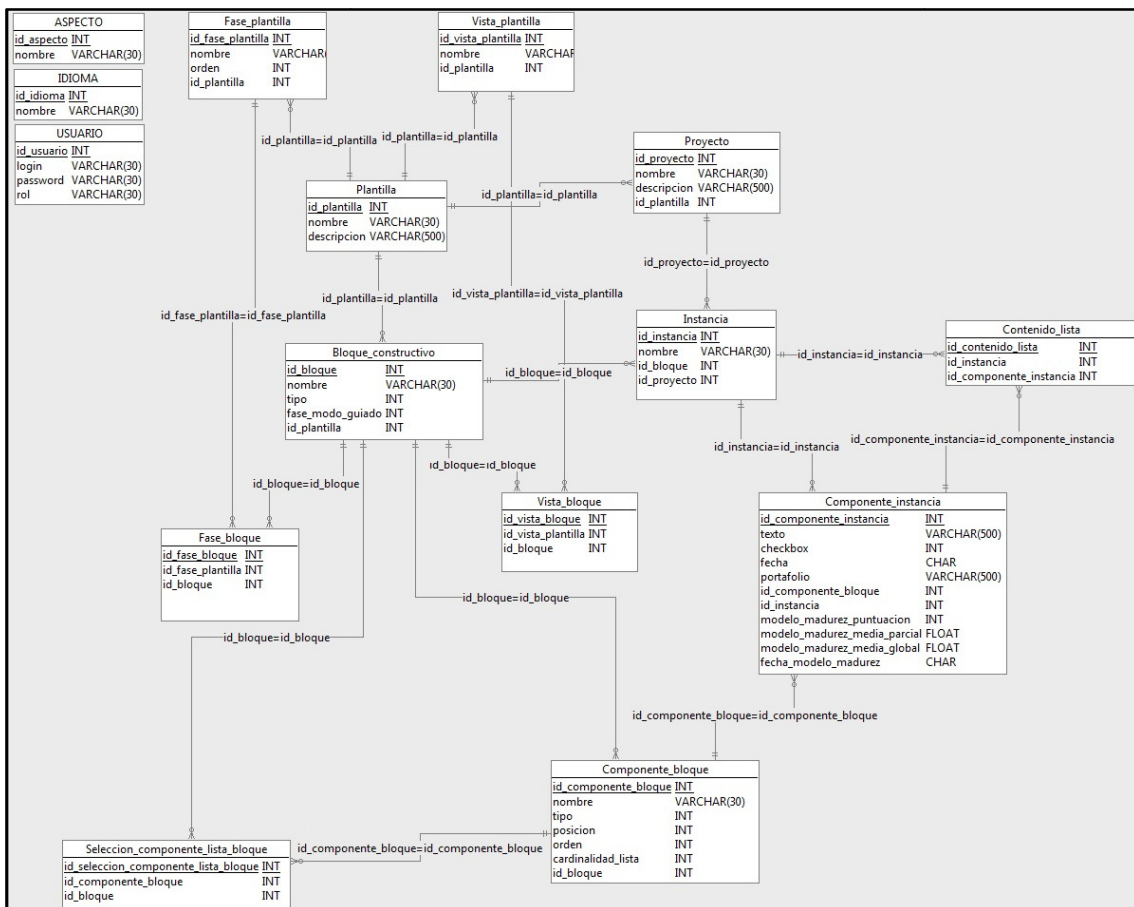 ASPECTO
id_aspecto INT
nombre VARCHAR(30)
IDIOMA
id_idioma INT
nombre VARCHAR(30)
USUARIO
id_usuario INT
login VARCHAR(30)
password VARCHAR(30)
rol VARCHAR(30)
Fase_plantilla
id_fase_plantilla INT
nombre VARCHAR(
orden INT
id_plantilla INT
Vista_plantilla
id_vista_plantilla INT
nombre VARCHAR
id_plantilla INT
id_plantilla=id_plantilla
id_plantilla=id_plantilla
Proyecto
id_proyecto INT
nombre VARCHAR(30)
descripcion VARCHAR(500)
id_plantilla INT
Plantilla
id_plantilla INT
nombre VARCHAR(30)
descripcion VARCHAR(500)
id_plantilla=id_plantilla
id_proyecto=id_proyecto
id_plantilla=id_plantilla
id_vista_plantilla=id_vista_plantilla
id_fase_plantilla=id_fase_plantilla
Instancia
id_instancia INT
nombre VARCHAR(30)
id_bloque INT
id_proyecto INT
id_instancia=id_instancia
Contenido_lista
id_contenido_lista INT
id_instancia INT
id_componente_instancia INT
Bloque_constructivo
id_bloque INT
nombre VARCHAR(30)
tipo INT
fase_modo_guiado INT
id_plantilla INT
id_bloque=id_bloque
id_instancia=id_instancia
id_componente_instancia=id_componente_instancia
id_bloque=id_bloque
id_bloque=id_bloque
Vista_bloque
id_vista_bloque INT
id_vista_plantilla INT
id_bloque INT
Componente_instancia
id_componente_instancia INT
texto VARCHAR(500)
checkbox INT
fecha CHAR
portafolio VARCHAR(500)
id_componente_bloque INT
id_instancia INT
modelo_madurez_puntuacion INT
modelo_madurez_media_parcial FLOAT
modelo_madurez_media_global FLOAT
fecha_modelo_madurez CHAR
Fase_bloque
id_fase_bloque INT
id_fase_plantilla INT
id_bloque INT
id_bloque=id_bloque
id_bloque=id_bloque
id_componente_bloque=id_componente_bloque
Componente_bloque
id_componente_bloque INT
nombre VARCHAR(30)
tipo INT
posicion INT
orden INT
cardinalidad_lista INT
id_bloque INT
id_componente_bloque=id_componente_bloque
Seleccion_componente_lista_bloque
id_seleccion_componente_lista_bloque INT
id_componente_bloque INT
id_bloque INT